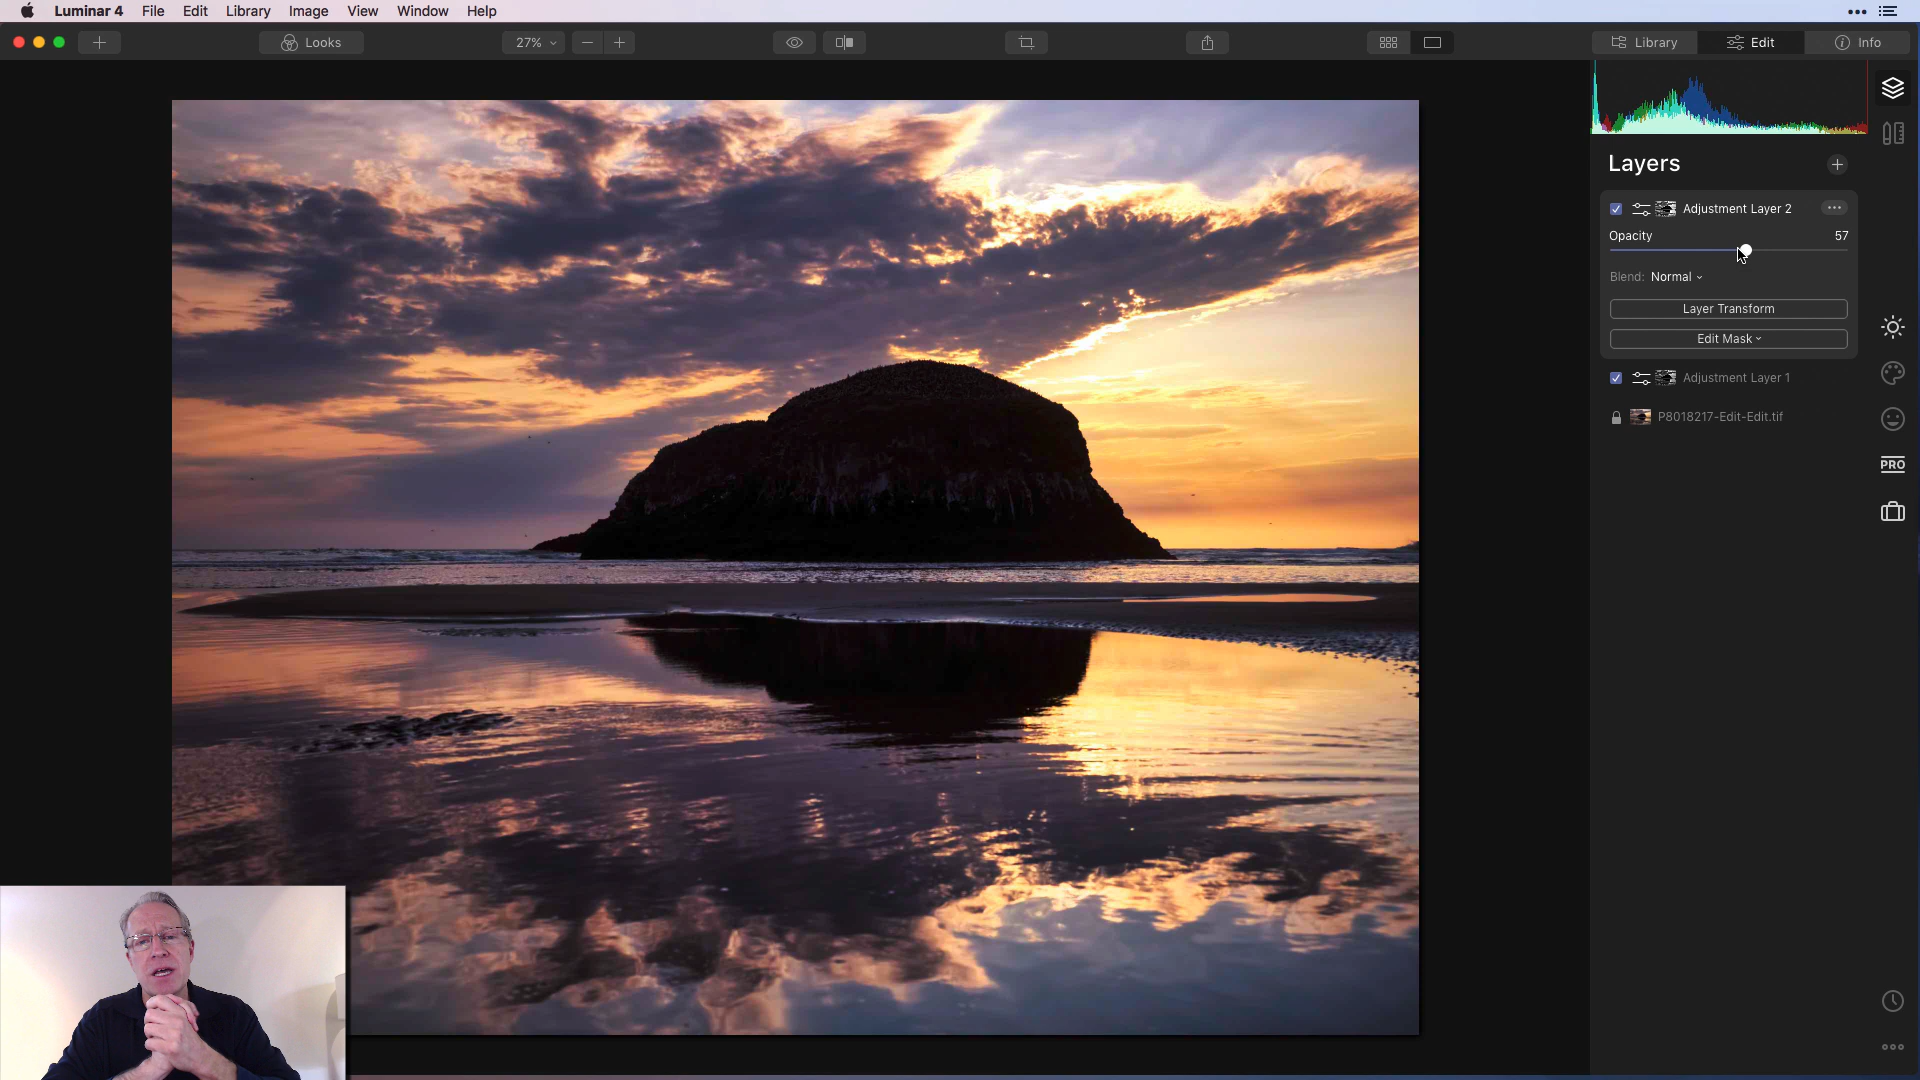 Luminar 4 File Edit Library Image View Window Help
Looks 27% Library Edit Info
Layers
Adjustment Layer 2
Opacity 57
Blend: Normal
Layer Transform
Edit Mask
Adjustment Layer 1
P8018217-Edit-Edit.tif
PRO